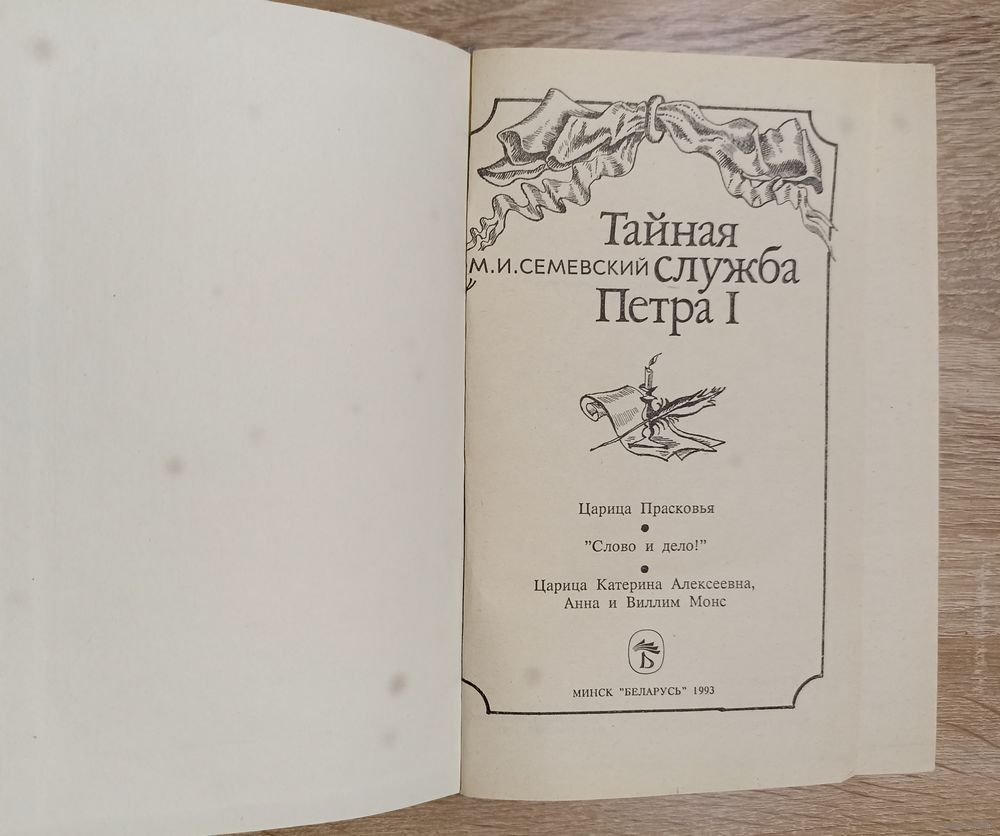 Тайная
М.И.СЕМЕВСКИЙ служба
Петра I
Царица Прасковья
"Слово и дело!"
Царица Катерина Алексеевна,
Анна и Виллим Монс
Б
МИНСК "БЕЛАРУСЬ" 1993